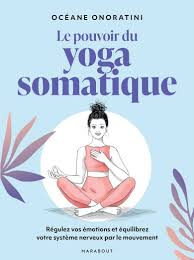 OCÉANE ONORATINI
Le pouvoir du
yoga
somatique
Régulez vos émotions et équilibrez
votre système nerveux par le mouvement
MARABOUT